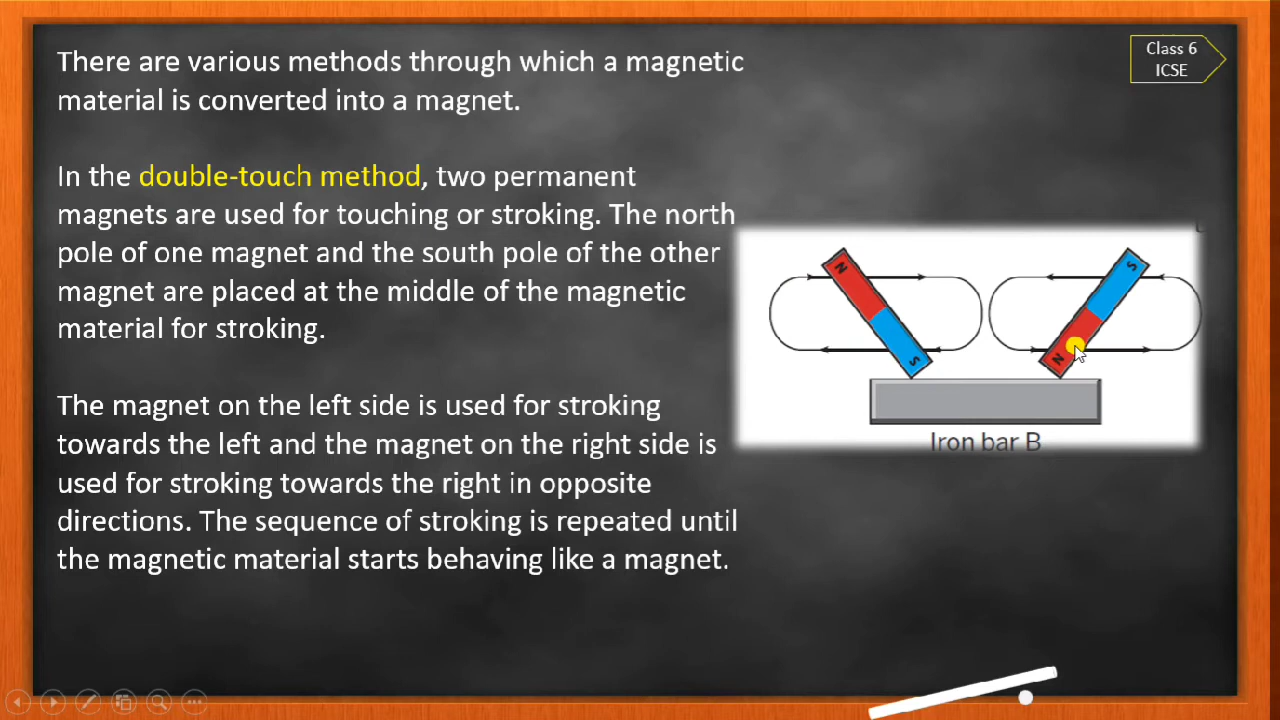 There are various methods through which a magnetic
material is converted into a magnet.
Class 6
ICSE
In the double-touch method, two permanent
magnets are used for touching or stroking. The north
pole of one magnet and the south pole of the other
magnet are placed at the middle of the magnetic
material for stroking.
The magnet on the left side is used for stroking
towards the left and the magnet on the right side is
used for stroking towards the right in opposite
directions. The sequence of stroking is repeated until
the magnetic material starts behaving like a magnet.
N
S
S
N
Iron bar B